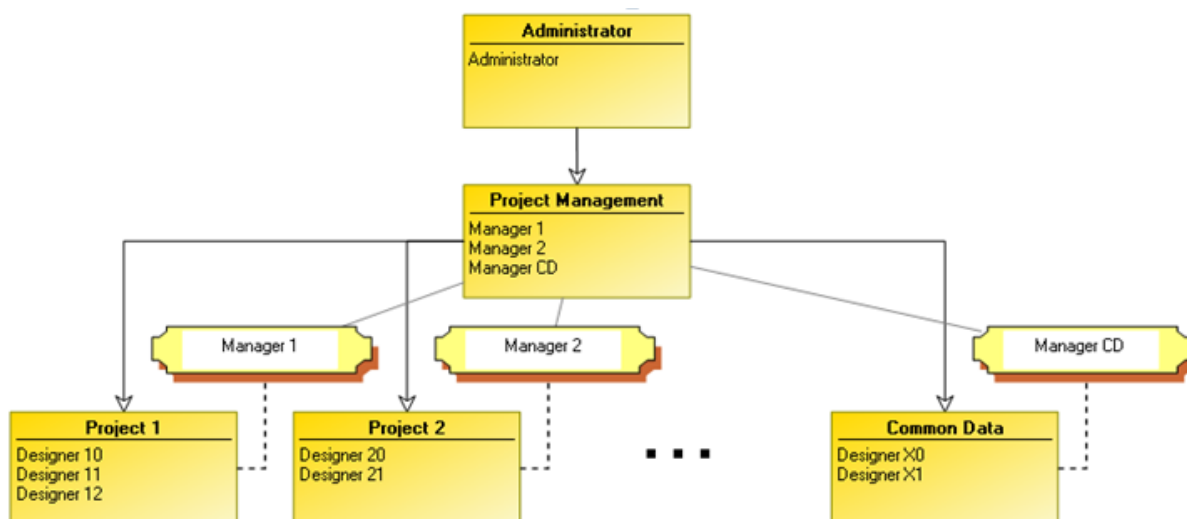 Administrator
Administrator
Project Management
Manager 1
Manager 2
Manager CD
Manager 1
Manager 2
Manager CD
Project 1
Designer 10
Designer 11
Designer 12
Project 2
Designer 20
Designer 21
Common Data
Designer X0
Designer X1